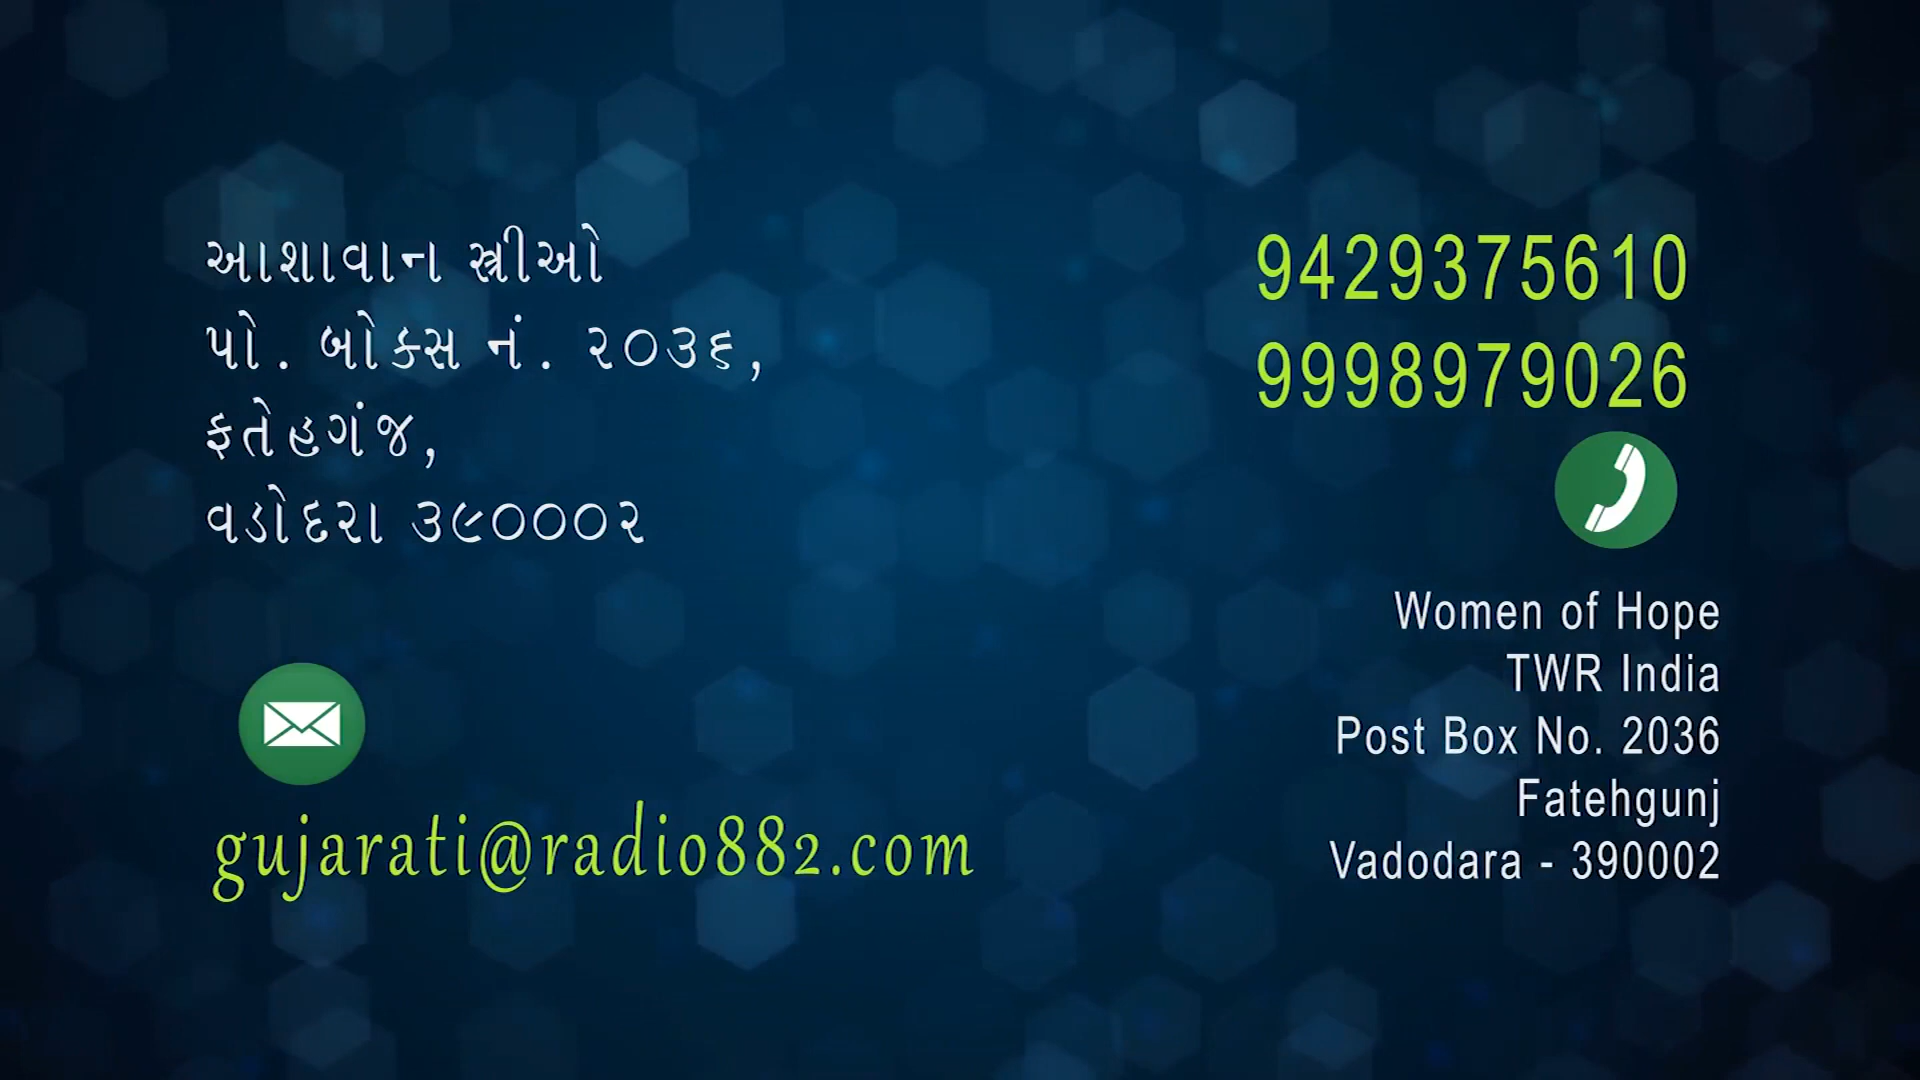 આશાવાન સ્ત્રીઓ
પો. બોક્સ નં. ૨૦૩૬,
ફતેહગંજ,
વડોદરા ૩૯૦૦૦૨
gujarati@radio882.com
9429375610
9998979026
Women of Hope
TWR India
Post Box No. 2036
Fatehgunj
Vadodara - 390002